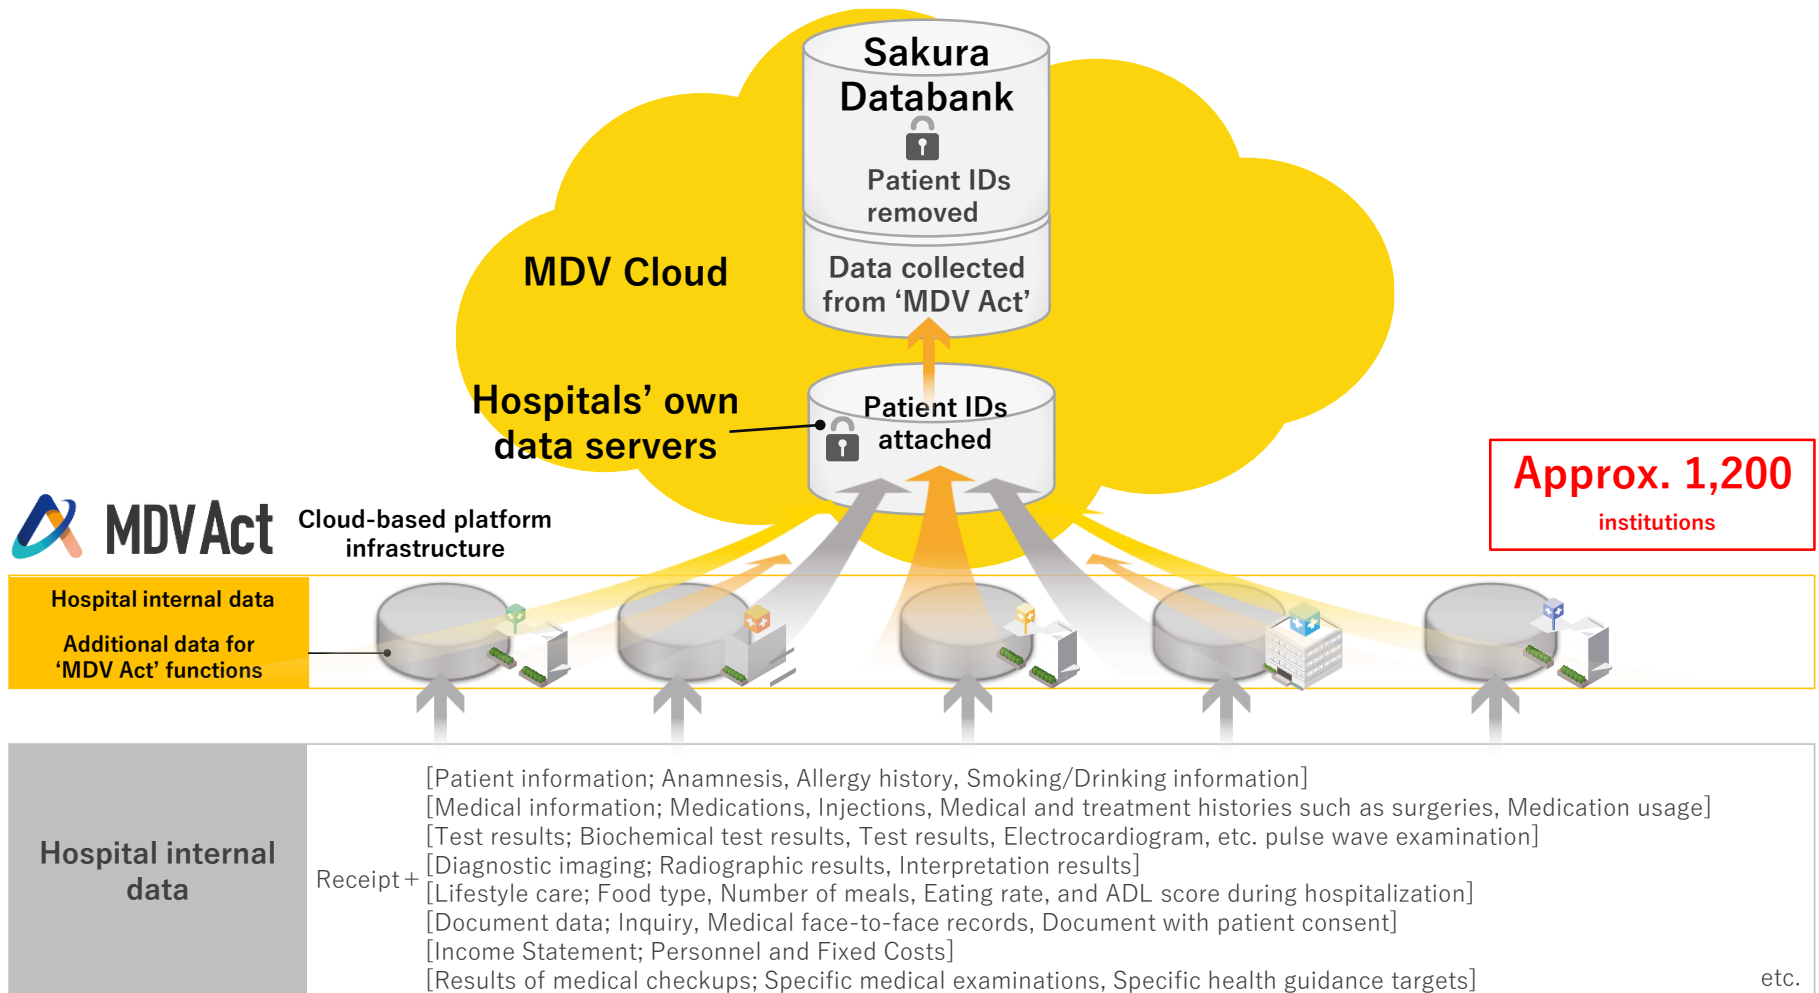 Sakura
Databank
Patient IDs
removed
MDV Cloud
Data collected
from ‘MDV Act’
Hospitals’ own
data servers
Patient IDs
attached
Approx. 1,200
institutions
MDV Act
Cloud-based platform
infrastructure
Hospital internal data
Additional data for
‘MDV Act’ functions
Hospital internal
data
Receipt+
[Patient information; Anamnesis, Allergy history, Smoking/Drinking information]
[Medical information; Medications, Injections, Medical and treatment histories such as surgeries, Medication usage]
[Test results; Biochemical test results, Test results, Electrocardiogram, etc. pulse wave examination]
[Diagnostic imaging; Radiographic results, Interpretation results]
[Lifestyle care; Food type, Number of meals, Eating rate, and ADL score during hospitalization]
[Document data; Inquiry, Medical face-to-face records, Document with patient consent]
[Income Statement; Personnel and Fixed Costs]
[Results of medical checkups; Specific medical examinations, Specific health guidance targets]
etc.